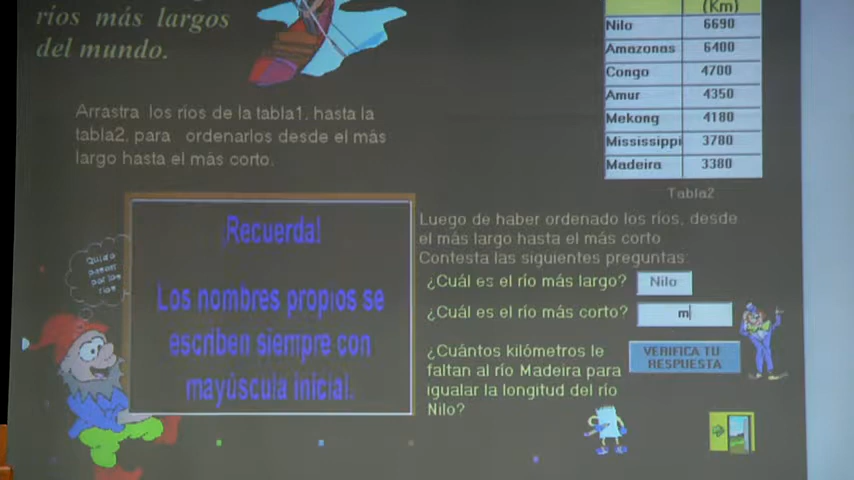 ríos más largos
del mundo.
(Km)
Nilo 6690
Amazonas 6400
Congo 4700
Amur 4350
Mekong 4180
Mississippi 3780
Madeira 3380
Tabla2
Arrastra los ríos de la tabla1, hasta la
tabla2, para ordenarlos desde el más
largo hasta el más corto.
Recuerda!
Los nombres propios se
escriben siempre con
mayúscula inicial.
Luego de haber ordenado los ríos, desde
el más largo hasta el más corto
Contesta las siguientes preguntas:
¿Cuál es el río más largo? Nilo
¿Cuál es el río más corto? m
¿Cuántos kilómetros le
faltan al río Madeira para
igualar la longitud del río
Nilo?
VERIFICA TU
RESPUESTA
por los
ríos